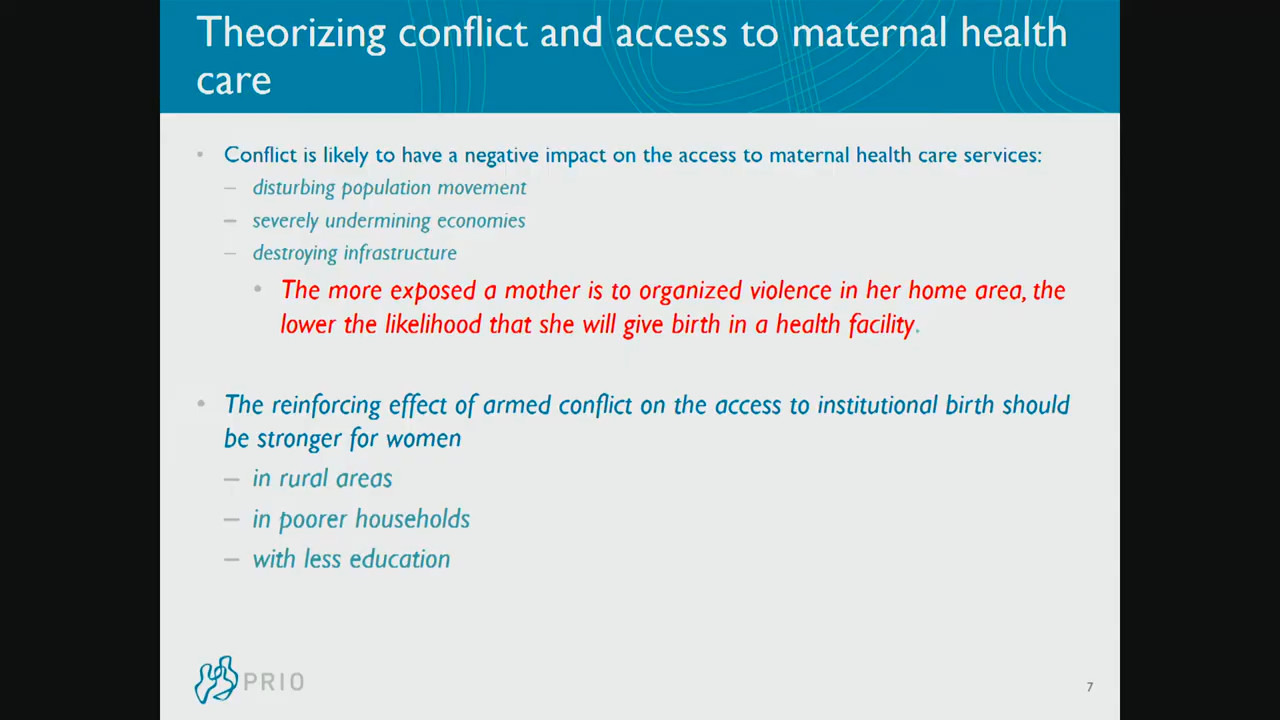 Theorizing conflict and access to maternal health
care
• Conflict is likely to have a negative impact on the access to maternal health care services:
– disturbing population movement
– severely undermining economies
– destroying infrastructure
• The more exposed a mother is to organized violence in her home area, the
lower the likelihood that she will give birth in a health facility.
• The reinforcing effect of armed conflict on the access to institutional birth should
be stronger for women
– in rural areas
– in poorer households
– with less education
PRIO
7